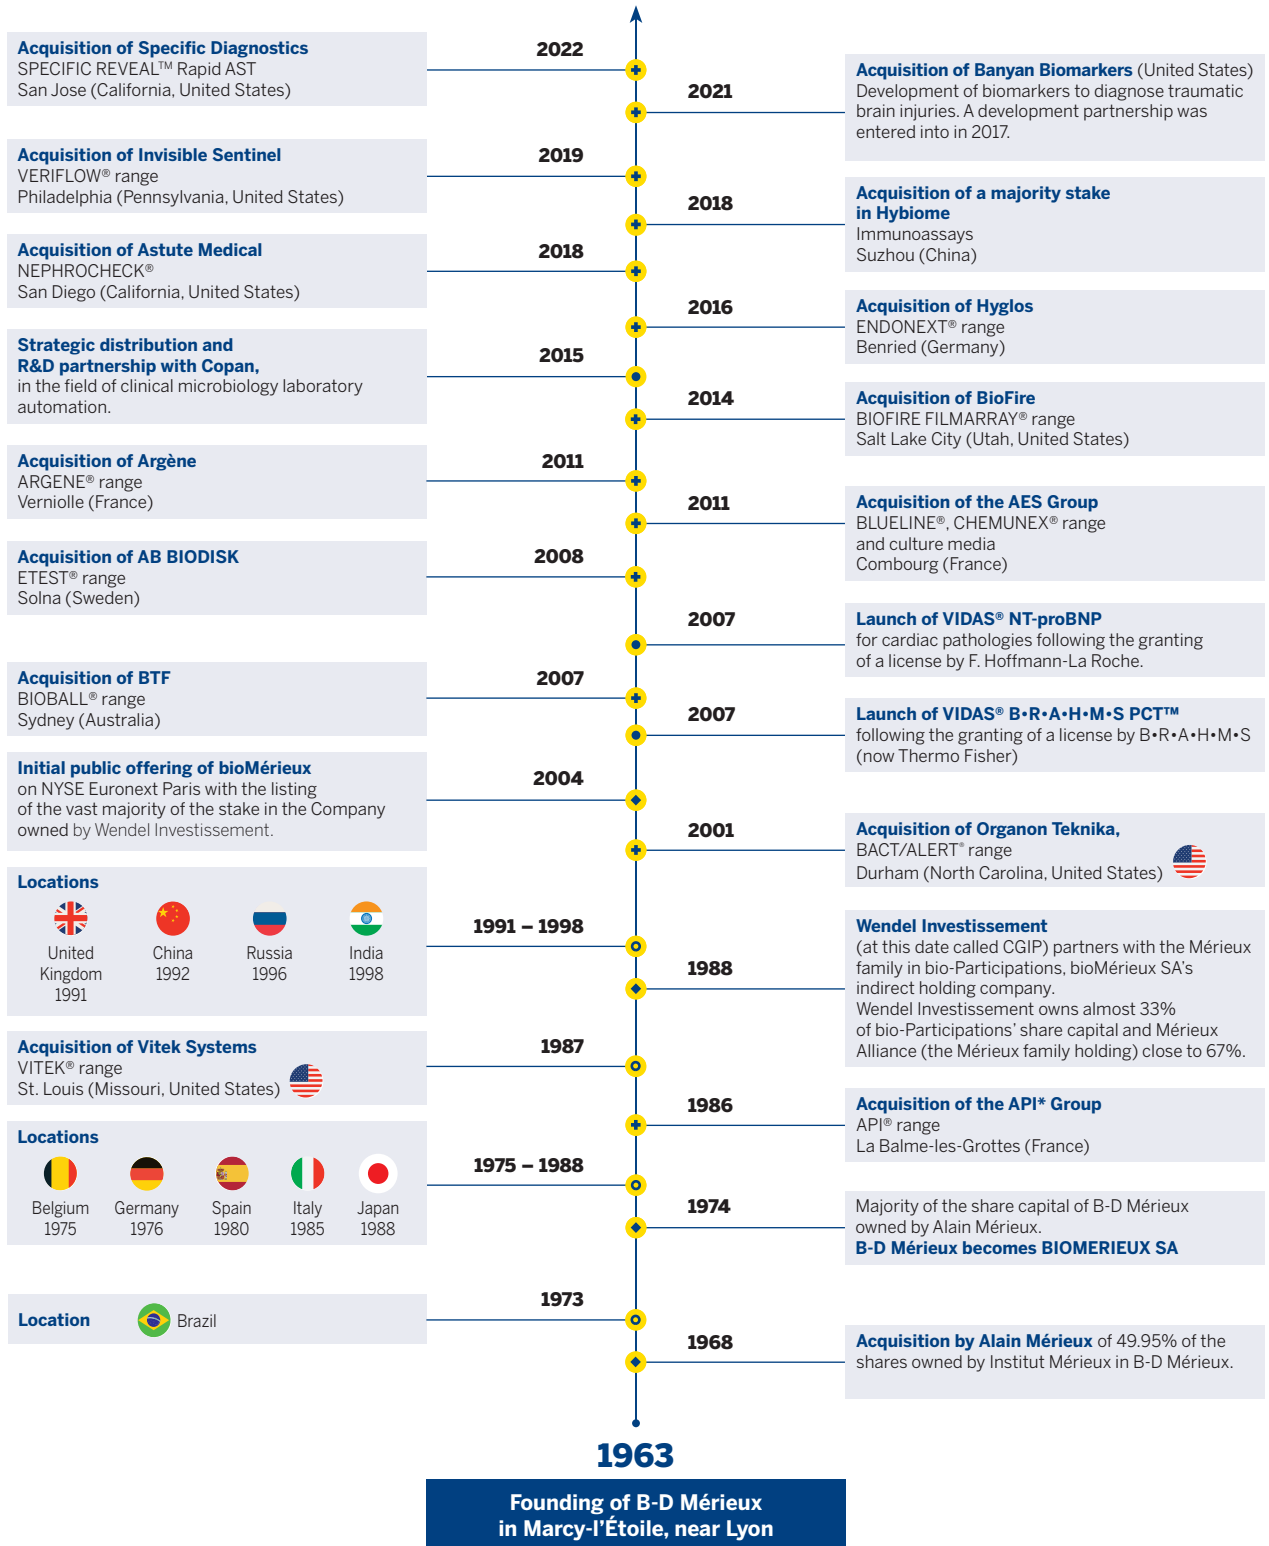 2022
Acquisition of Specific Diagnostics
SPECIFIC REVEAL™ Rapid AST
San Jose (California, United States)
2021
Acquisition of Banyan Biomarkers (United States)
Development of biomarkers to diagnose traumatic
brain injuries. A development partnership was
entered into in 2017.
2019
Acquisition of Invisible Sentinel
VERIFLOW® range
Philadelphia (Pennsylvania, United States)
2018
Acquisition of a majority stake
in Hybiome
Immunoassays
Suzhou (China)
2018
Acquisition of Astute Medical
NEPHROCHECK®
San Diego (California, United States)
2016
Acquisition of Hyglos
ENDONEXT® range
Benried (Germany)
2015
Strategic distribution and
R&D partnership with Copan,
in the field of clinical microbiology laboratory
automation.
2014
Acquisition of BioFire
BIOFIRE FILMARRAY® range
Salt Lake City (Utah, United States)
2011
Acquisition of Argène
ARGENE® range
Verniolle (France)
2011
Acquisition of the AES Group
BLUELINE®, CHEMUNEX® range
and culture media
Combourg (France)
2008
Acquisition of AB BIODISK
ETEST® range
Solna (Sweden)
2007
Launch of VIDAS® NT-proBNP
for cardiac pathologies following the granting
of a license by F. Hoffmann-La Roche.
2007
Acquisition of BTF
BIOBALL® range
Sydney (Australia)
2007
Launch of VIDAS® B•R•A•H•M•S PCT™
following the granting of a license by B•R•A•H•M•S
(now Thermo Fisher)
2004
Initial public offering of bioMérieux
on NYSE Euronext Paris with the listing
of the vast majority of the stake in the Company
owned by Wendel Investissement.
2001
Acquisition of Organon Teknika,
BACT/ALERT® range
Durham (North Carolina, United States)
1991 – 1998
Locations
United
Kingdom
1991
China
1992
Russia
1996
India
1998
1988
Wendel Investissement
(at this date called CGIP) partners with the Mérieux
family in bio-Participations, bioMérieux SA's
indirect holding company.
Wendel Investissement owns almost 33%
of bio-Participations' share capital and Mérieux
Alliance (the Mérieux family holding) close to 67%.
1987
Acquisition of Vitek Systems
VITEK® range
St. Louis (Missouri, United States)
1986
Acquisition of the API* Group
API® range
La Balme-les-Grottes (France)
1975 – 1988
Locations
Belgium
1975
Germany
1976
Spain
1980
Italy
1985
Japan
1988
1974
Majority of the share capital of B-D Mérieux
owned by Alain Mérieux.
B-D Mérieux becomes BIOMERIEUX SA
1973
Location
Brazil
1968
Acquisition by Alain Mérieux of 49.95% of the
shares owned by Institut Mérieux in B-D Mérieux.
1963
Founding of B-D Mérieux
in Marcy-l'Étoile, near Lyon